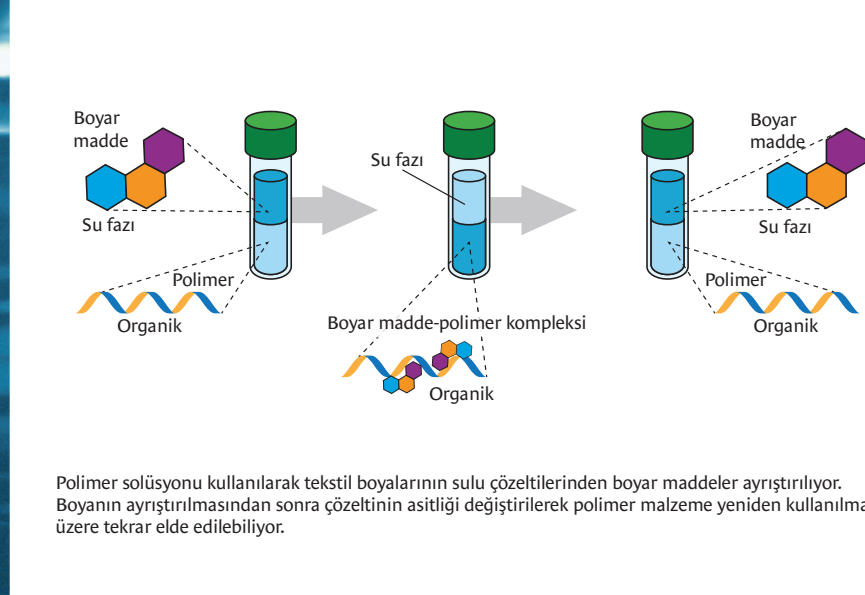 Boyar
madde
Su fazı
Polimer
Organik
Su fazı
Boyar madde-polimer kompleksi
Organik
Boyar
madde
Su fazı
Polimer
Organik
Polimer solüsyonu kullanılarak tekstil boyalarının sulu çözeltilerinden boyar maddeler ayrıştırılıyor.
Boyanın ayrıştırılmasından sonra çözeltinin asitliği değiştirilerek polimer malzeme yeniden
üzere tekrar elde edilebiliyor.